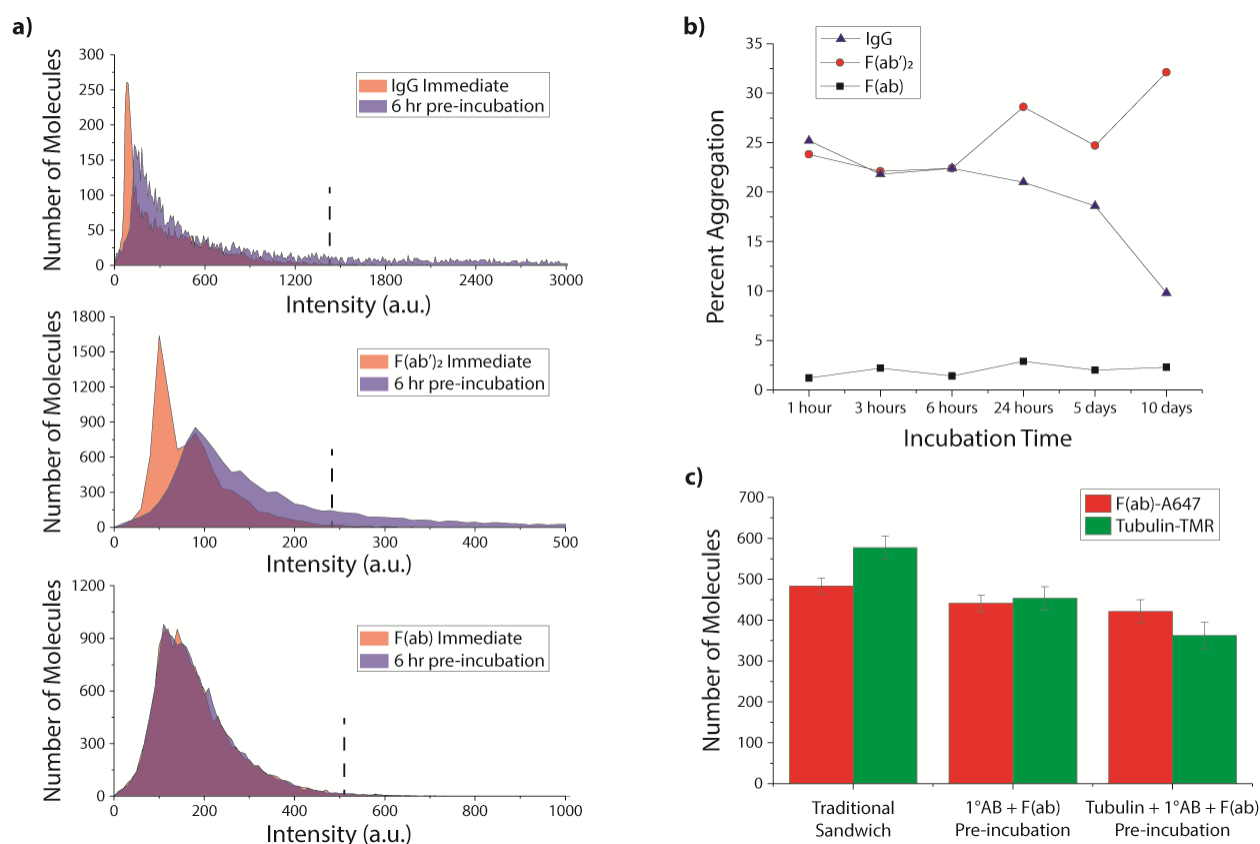 a)
Number of Molecules
300
250
200
150
100
50
0
IgG Immediate
6 hr pre-incubation
0 600 1200 1800 2400 3000
Intensity (a.u.)
Number of Molecules
1800
1500
1200
900
600
300
0
F(ab′)₂ Immediate
6 hr pre-incubation
0 100 200 300 400 500
Intensity (a.u.)
Number of Molecules
1200
900
600
300
0
F(ab) Immediate
6 hr pre-incubation
0 200 400 600 800 1000
Intensity (a.u.)
b)
Percent Aggregation
35
30
25
20
15
10
5
0
IgG
F(ab′)₂
F(ab)
1 hour 3 hours 6 hours 24 hours 5 days 10 days
Incubation Time
c)
Number of Molecules
700
600
500
400
300
200
100
0
F(ab)-A647
Tubulin-TMR
Traditional
Sandwich
1°AB + F(ab)
Pre-incubation
Tubulin + 1°AB + F(ab)
Pre-incubation